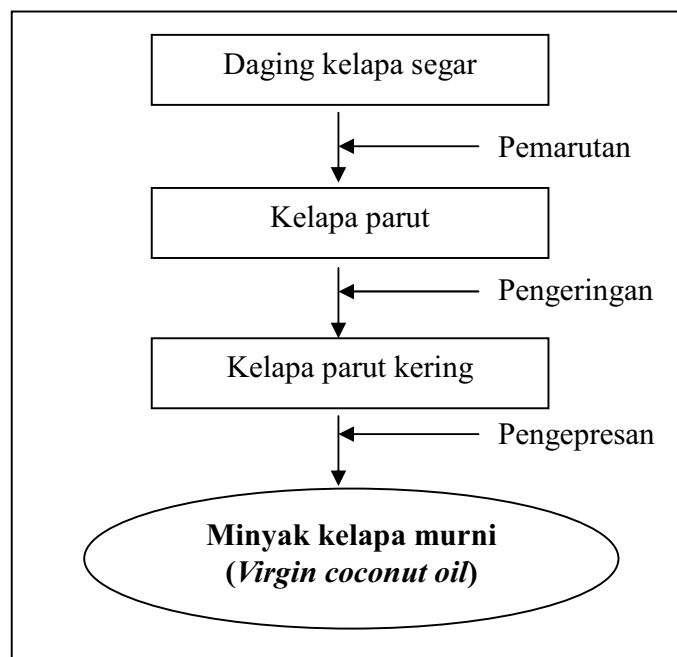 Daging kelapa segar
Pemarutan
Kelapa parut
Pengeringan
Kelapa parut kering
Pengepresan
Minyak kelapa murni
(Virgin coconut oil)